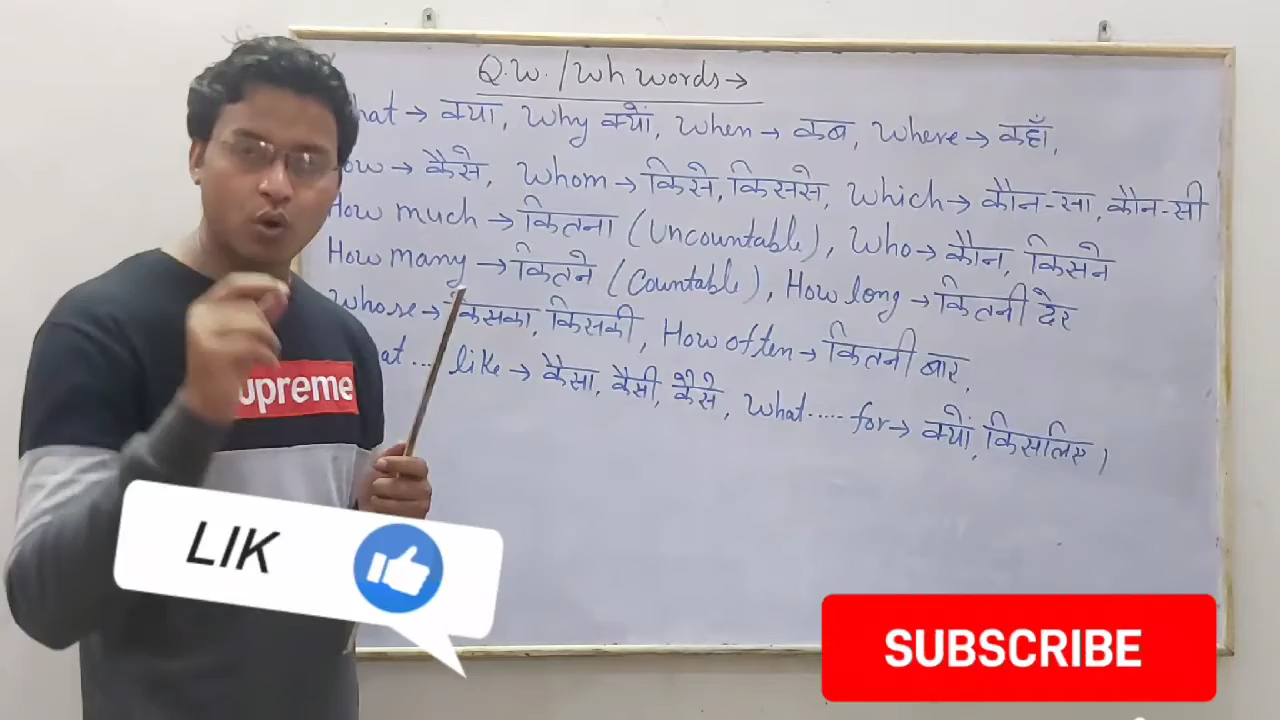 Q.W. / Wh words →
hat → क्या, Why क्यों, When → कब, Where → कहाँ,
ow → कैसे, Whom → किसे, किससे, Which → कौन-सा, कौन-सी
How much → कितना (Uncountable), Who → कौन, किसने
How many → कितने (Countable), How long → कितनी देर
Whose → किसका, किसकी, How often → कितनी बार,
at ... like → कैसा, कैसी, कैसे, What ..... for → क्यों, किसलिए।
upreme
LIK
SUBSCRIBE